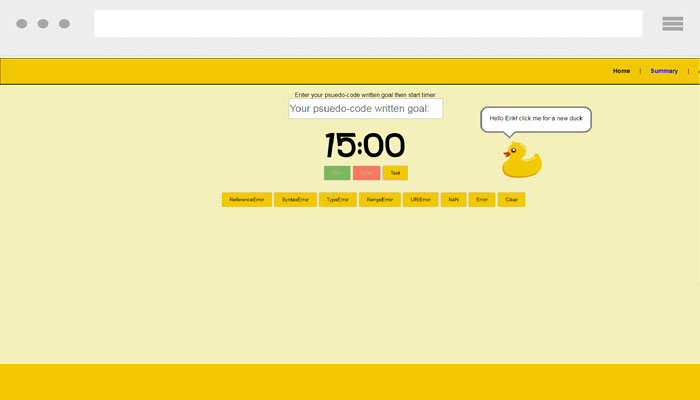 Home | Summary |
Enter your psuedo-code written goal then start timer:
Your psuedo-code written goal:
Hello Erik! click me for a new duck
15:00
Start Test
ReferenceError SyntaxError TypeError RangeError URIError NaN Error Clear